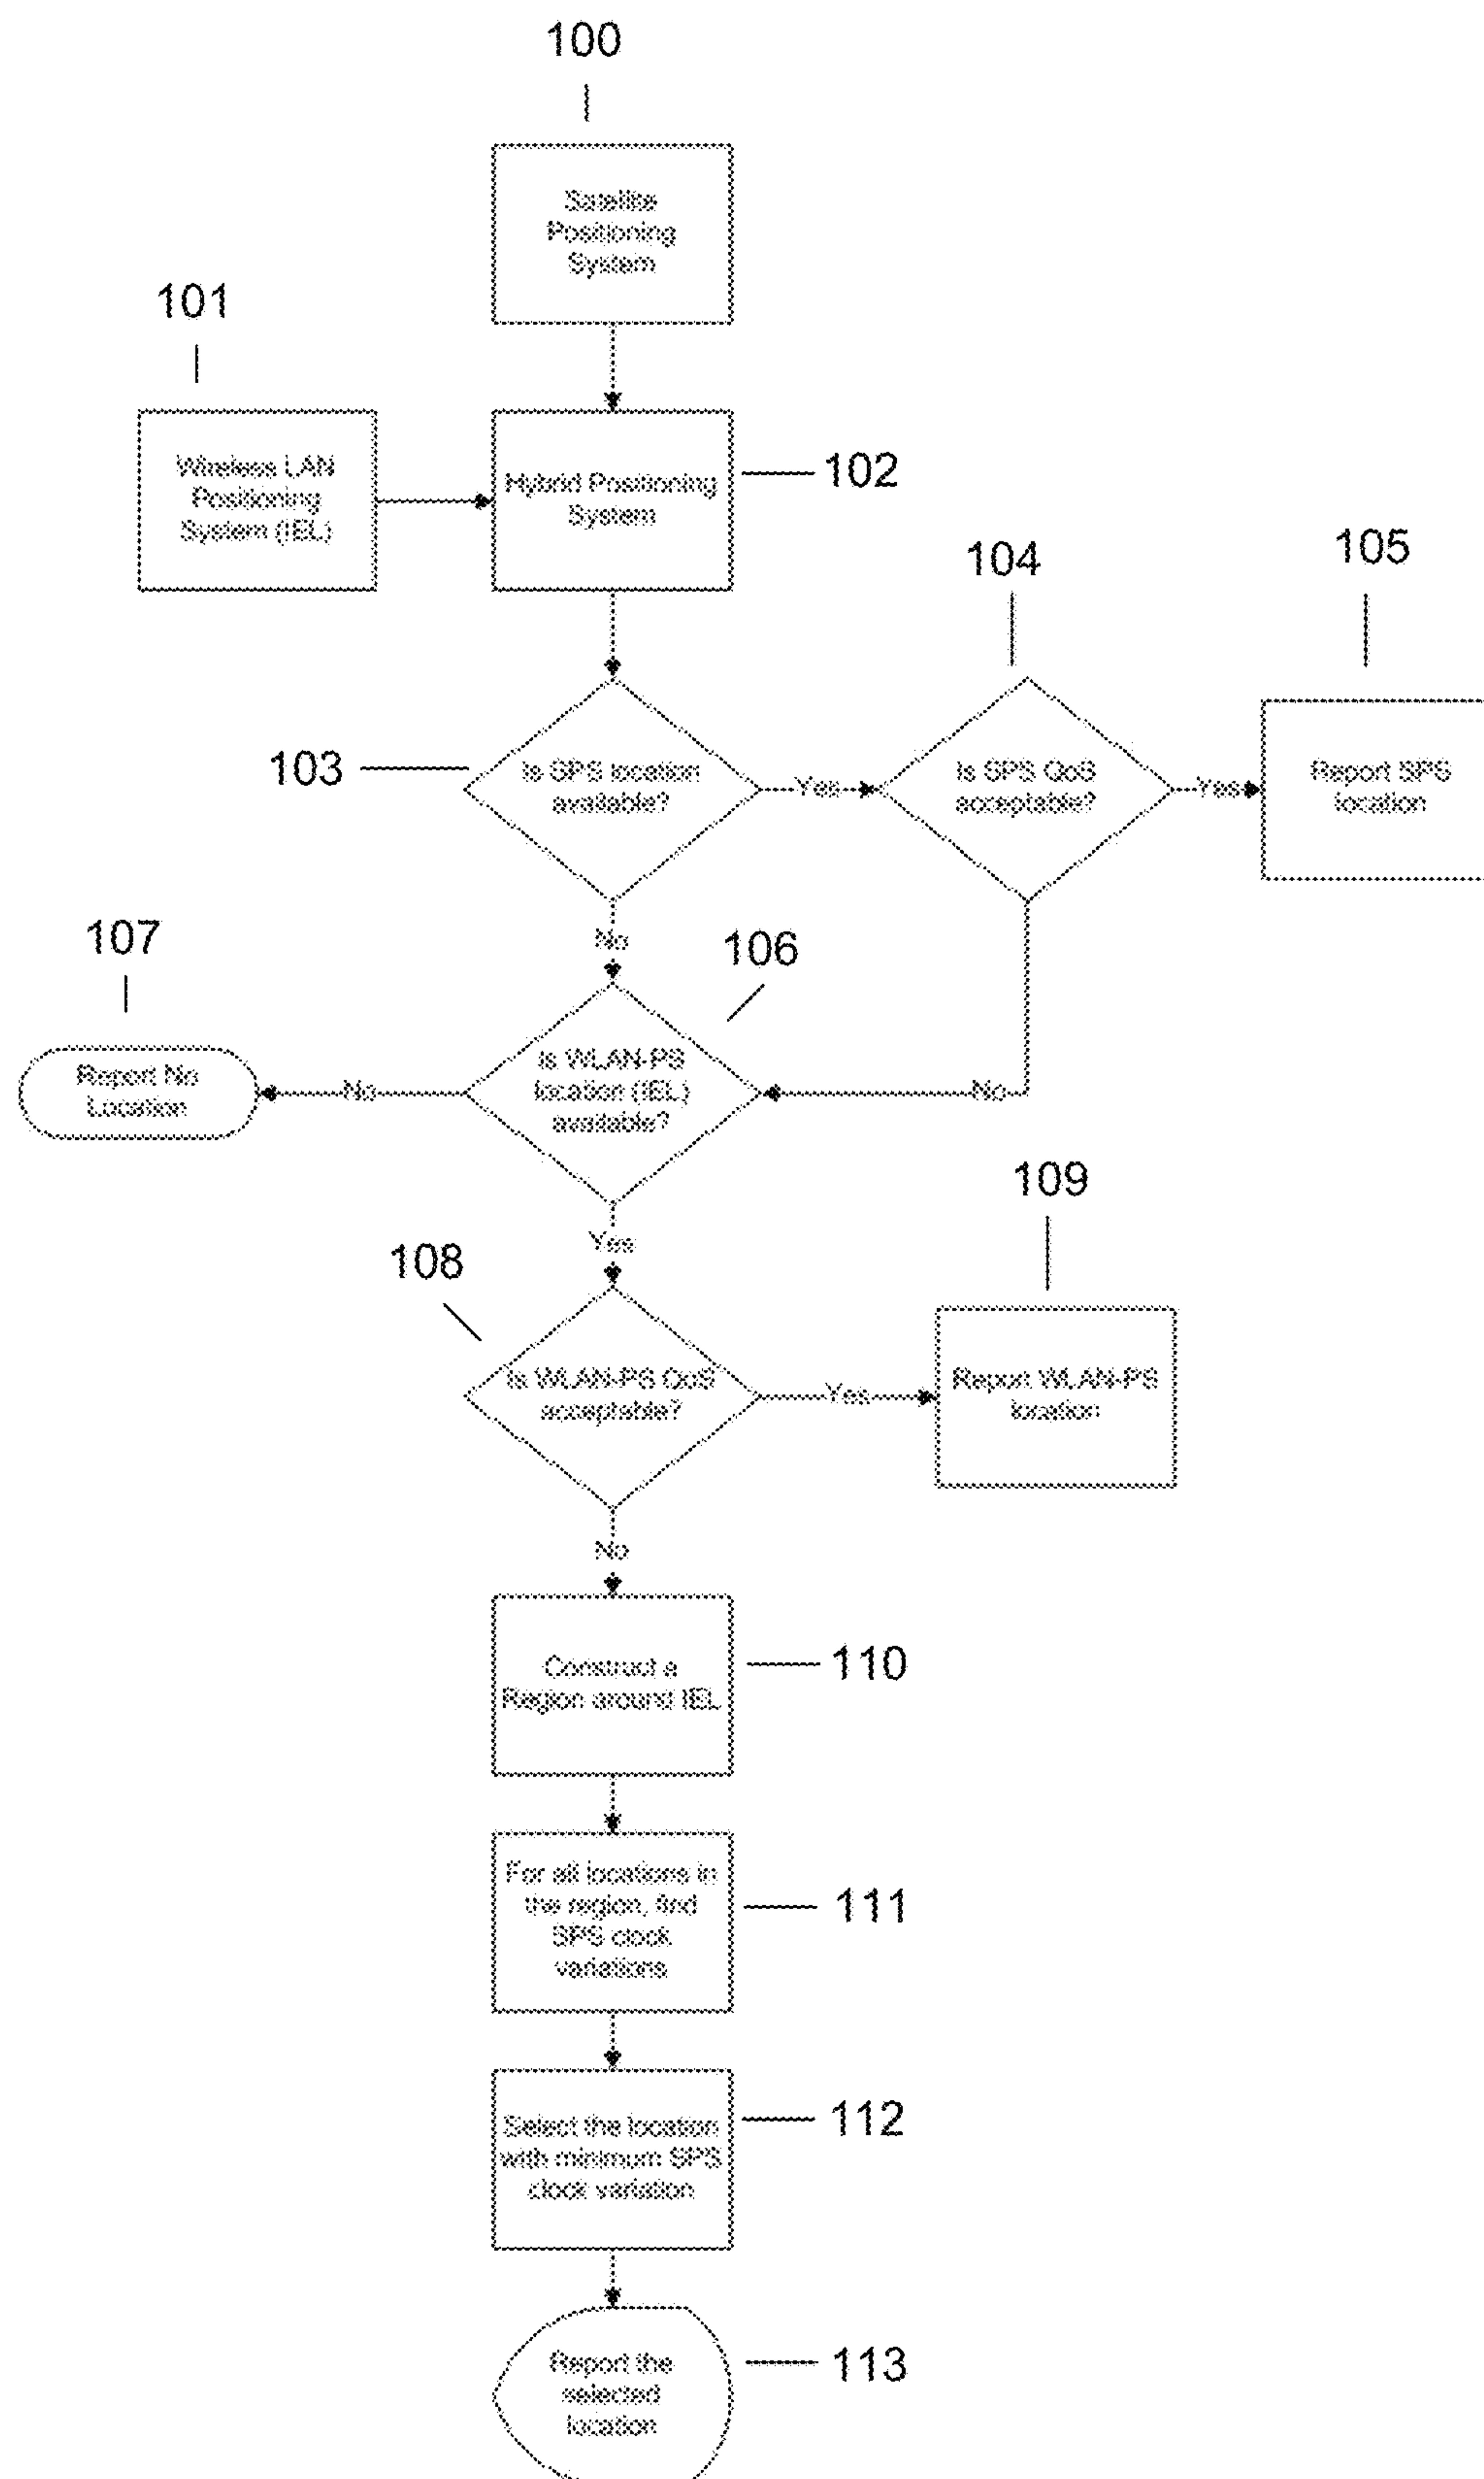 100
Satellite
Positioning
System
101
Wireless LAN
Positioning
System (IEL)
Hybrid Positioning
System
102
103
Is SPS location
available?
Yes
104
Is SPS QoS
acceptable?
Yes
105
Report SPS
location
No
107
Report No
Location
No
106
Is WLAN-PS
location (IEL)
available?
No
Yes
108
Is WLAN-PS QoS
acceptable?
Yes
109
Report WLAN-PS
location
No
Construct a
Region around IEL
110
For all locations in
the region, find
SPS clock
variations
111
Select the location
with minimum SPS
clock variation
112
Report the
selected
location
113